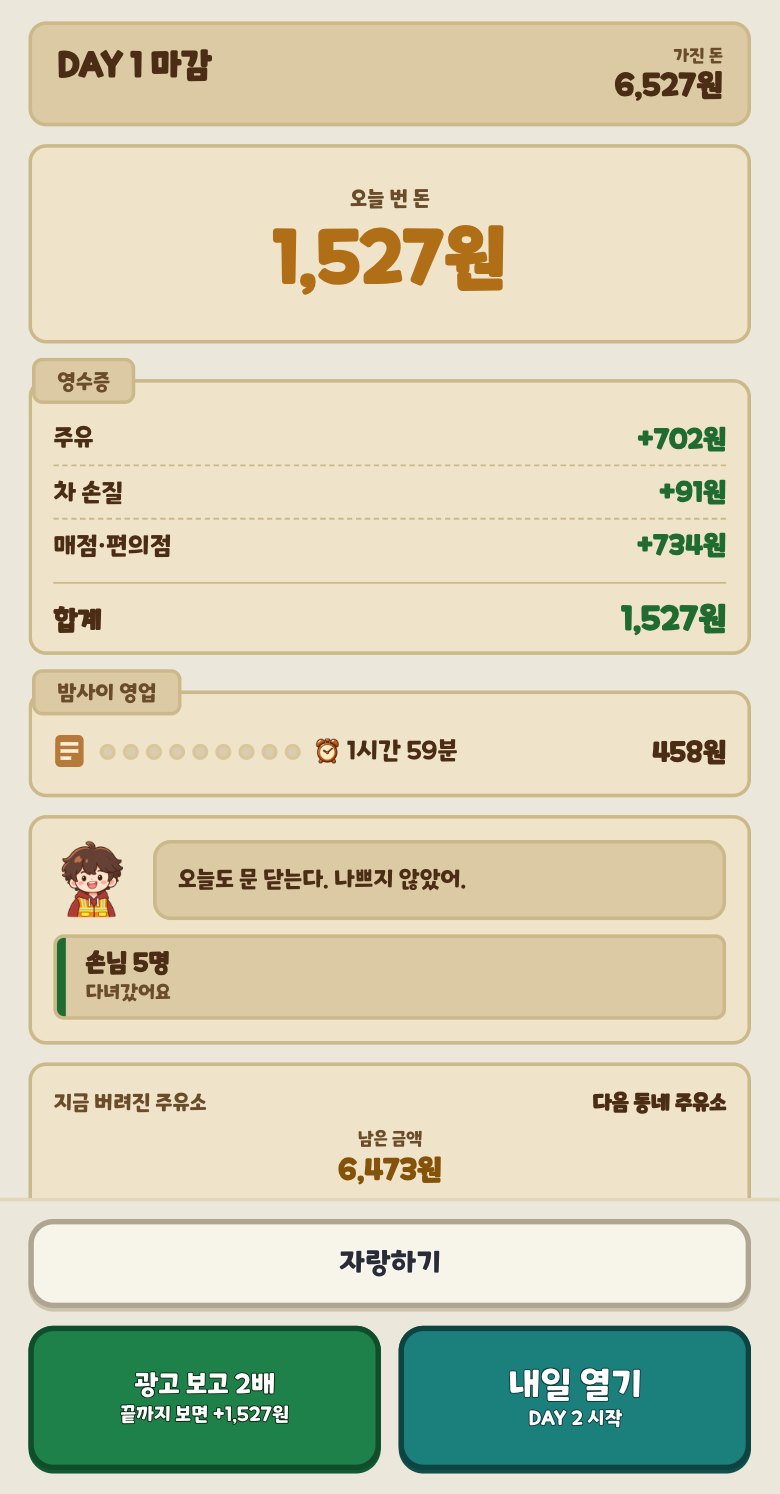 DAY 1 마감
가진 돈
6,527원
오늘 번 돈
1,527원
영수증
주유 +702원
차 손질 +91원
매점·편의점 +734원
합계 1,527원
밤사이 영업
1시간 59분 458원
오늘도 문 닫는다. 나쁘지 않았어.
손님 5명
다녀갔어요
지금 버려진 주유소 다음 동네 주유소
남은 금액
6,473원
자랑하기
광고 보고 2배
끝까지 보면 +1,527원
내일 열기
DAY 2 시작